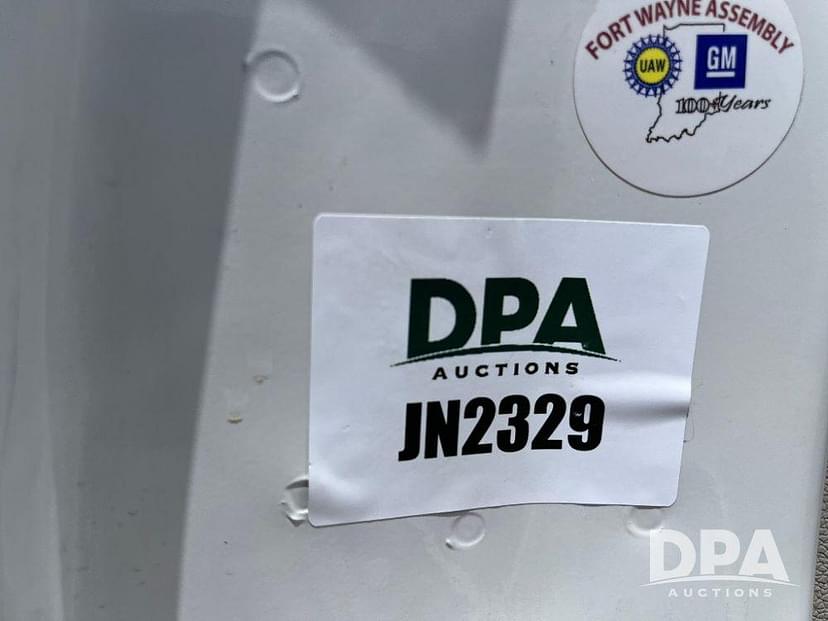 FORT WAYNE ASSEMBLY
UAW
GM
100+ Years
DPA
AUCTIONS
JN2329
DPA
AUCTIONS